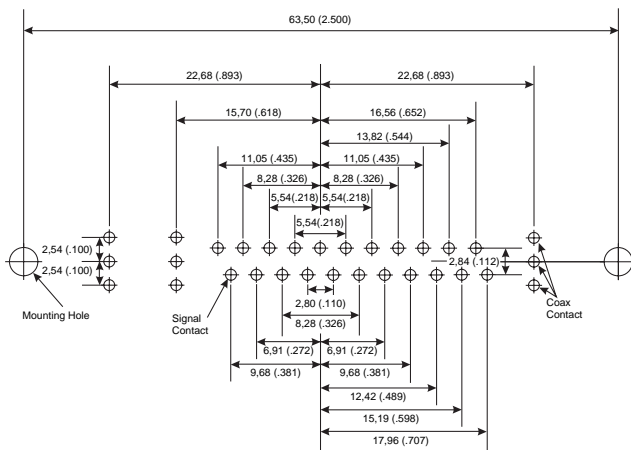 63,50 (2.500)
22,68 (.893) 22,68 (.893)
15,70 (.618) 16,56 (.652)
13,82 (.544)
11,05 (.435) 11,05 (.435)
8,28 (.326) 8,28 (.326)
5,54(.218) 5,54(.218)
5,54(.218)
2,54 (.100)
2,84 (.112)
2,54 (.100)
Mounting Hole
Signal
Contact
Coax
Contact
2,80 (.110)
8,28 (.326)
6,91 (.272) 6,91 (.272)
9,68 (.381) 9,68 (.381)
12,42 (.489)
15,19 (.598)
17,96 (.707)